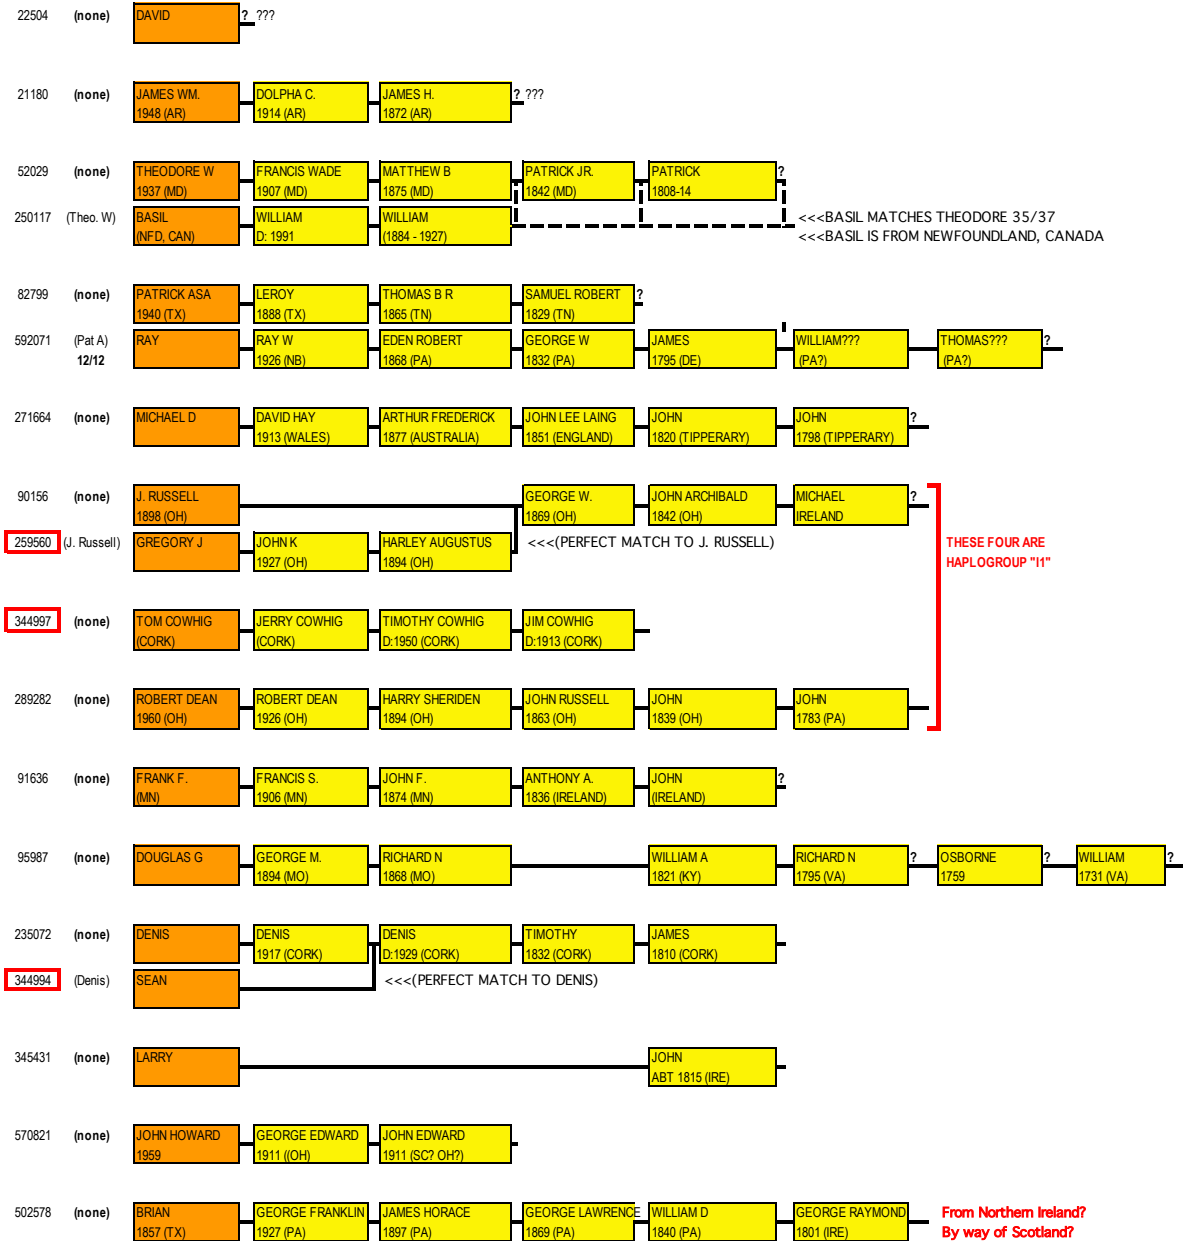 22504 (none) DAVID ? ???
21180 (none) JAMES WM. DOLPHA C. JAMES H. ? ???
1948 (AR) 1914 (AR) 1872 (AR)
52029 (none) THEODORE W FRANCIS WADE MATTHEW B PATRICK JR. PATRICK ?
1937 (MD) 1907 (MD) 1875 (MD) 1842 (MD) 1808-14
250117 (Theo. W) BASIL WILLIAM WILLIAM <<<BASIL MATCHES THEODORE 35/37
(NFD, CAN) D: 1991 (1884 - 1927) <<<BASIL IS FROM NEWFOUNDLAND, CANADA
82799 (none) PATRICK ASA LEROY THOMAS B R SAMUEL ROBERT ?
1940 (TX) 1888 (TX) 1865 (TN) 1829 (TN)
592071 (Pat A) RAY RAY W EDEN ROBERT GEORGE W JAMES WILLIAM??? THOMAS??? ?
12/12 1926 (NB) 1868 (PA) 1832 (PA) 1795 (DE) (PA?) (PA?)
271664 (none) MICHAEL D DAVID HAY ARTHUR FREDERICK JOHN LEE LAING JOHN JOHN ?
1913 (WALES) 1877 (AUSTRALIA) 1851 (ENGLAND) 1820 (TIPPERARY) 1798 (TIPPERARY)
90156 (none) J. RUSSELL GEORGE W. JOHN ARCHIBALD MICHAEL ?
1898 (OH) 1869 (OH) 1842 (OH) IRELAND
259560 (J. Russell) GREGORY J JOHN K HARLEY AUGUSTUS <<<(PERFECT MATCH TO J. RUSSELL) THESE FOUR ARE
1927 (OH) 1894 (OH) HAPLOGROUP "I1"
344997 (none) TOM COWHIG JERRY COWHIG TIMOTHY COWHIG JIM COWHIG
(CORK) (CORK) D:1950 (CORK) D:1913 (CORK)
289282 (none) ROBERT DEAN ROBERT DEAN HARRY SHERIDEN JOHN RUSSELL JOHN JOHN
1960 (OH) 1926 (OH) 1894 (OH) 1863 (OH) 1839 (OH) 1783 (PA)
91636 (none) FRANK F. FRANCIS S. JOHN F. ANTHONY A. JOHN ?
(MN) 1906 (MN) 1874 (MN) 1836 (IRELAND) (IRELAND)
95987 (none) DOUGLAS G GEORGE M. RICHARD N WILLIAM A RICHARD N ? OSBORNE ? WILLIAM ?
1894 (MO) 1868 (MO) 1821 (KY) 1795 (VA) 1759 1731 (VA)
235072 (none) DENIS DENIS DENIS TIMOTHY JAMES
1917 (CORK) D:1929 (CORK) 1832 (CORK) 1810 (CORK)
344994 (Denis) SEAN <<<(PERFECT MATCH TO DENIS)
345431 (none) LARRY JOHN
ABT 1815 (IRE)
570821 (none) JOHN HOWARD GEORGE EDWARD JOHN EDWARD
1959 1911 ((OH) 1911 (SC? OH?)
502578 (none) BRIAN GEORGE FRANKLIN JAMES HORACE GEORGE LAWRENCE WILLIAM D GEORGE RAYMOND From Northern Ireland?
1857 (TX) 1927 (PA) 1897 (PA) 1869 (PA) 1840 (PA) 1801 (IRE) By way of Scotland?